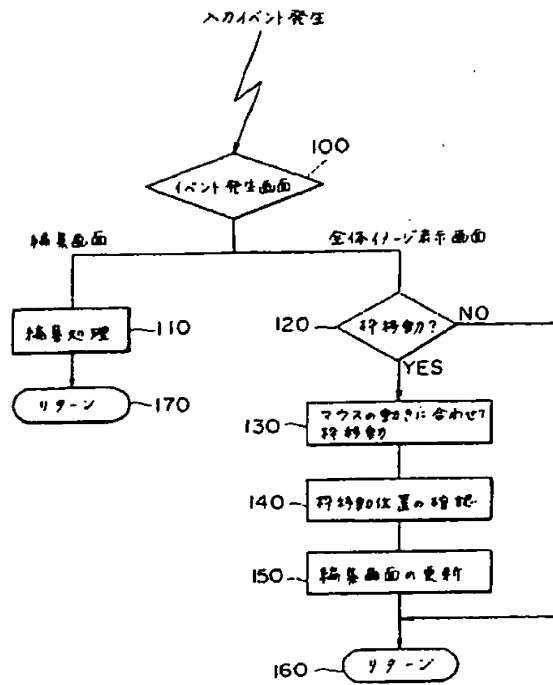 入力イベント発生
100
イベント発生画面
編集画面
全体イメージ表示画面
編集処理
110
120
枠移動?
NO
YES
リターン
170
130
マウスの動きに合わせて
枠移動
140
枠移動位置の確認
150
編集画面の更新
160
リターン